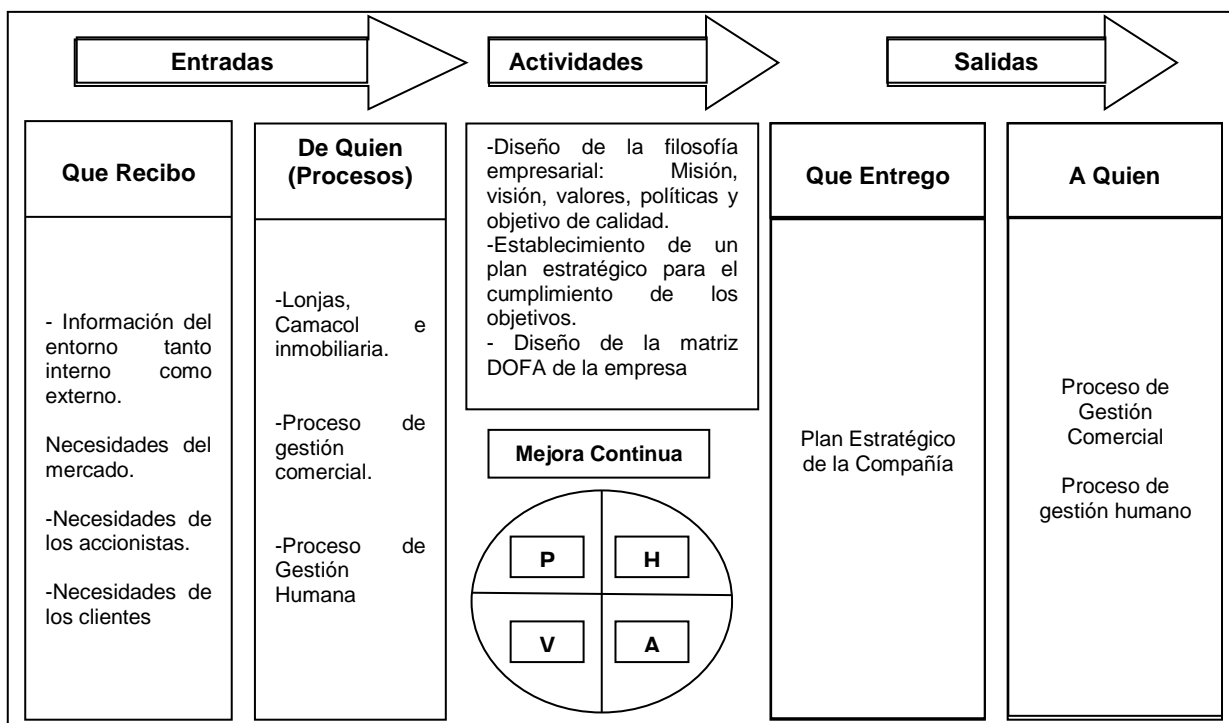 Entradas
Actividades
Salidas
Que Recibo
De Quien
(Procesos)
-Diseño de la filosofía
empresarial: Misión,
visión, valores, políticas y
objetivo de calidad.
-Establecimiento de un
plan estratégico para el
cumplimiento de los
objetivos.
- Diseño de la matriz
DOFA de la empresa
Que Entrego
A Quien
- Información del
entorno tanto
interno como
externo.
Necesidades del
mercado.
-Necesidades de
los accionistas.
-Necesidades de
los clientes
-Lonjas,
Camacol e
inmobiliaria.
-Proceso de
gestión
comercial.
-Proceso de
Gestión
Humana
Mejora Continua
P
H
V
A
Plan Estratégico
de la Compañía
Proceso de
Gestión
Comercial
Proceso de
gestión humano